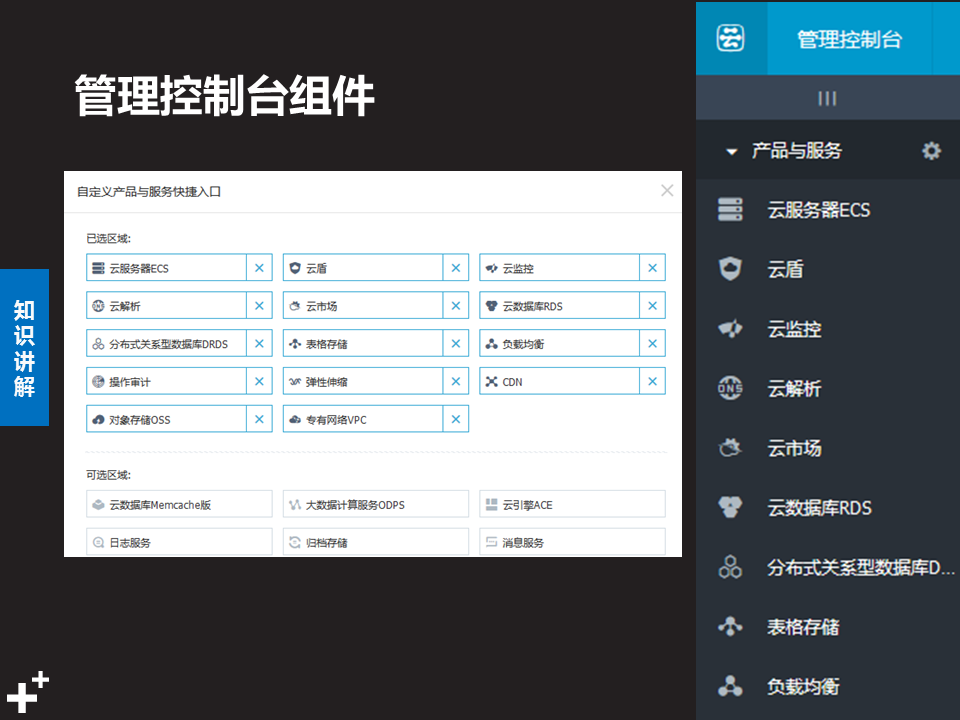 管理控制台组件
知识讲解
自定义产品与服务快捷入口
已选区域:
云服务器ECS
云盾
云监控
云解析
云市场
云数据库RDS
分布式关系型数据库DRDS
表格存储
负载均衡
操作审计
弹性伸缩
CDN
对象存储OSS
专有网络VPC
可选区域:
云数据库Memcache版
大数据计算服务ODPS
云引擎ACE
日志服务
归档存储
消息服务
管理控制台
产品与服务
云服务器ECS
云盾
云监控
DNS
云解析
云市场
云数据库RDS
分布式关系型数据库D...
表格存储
负载均衡